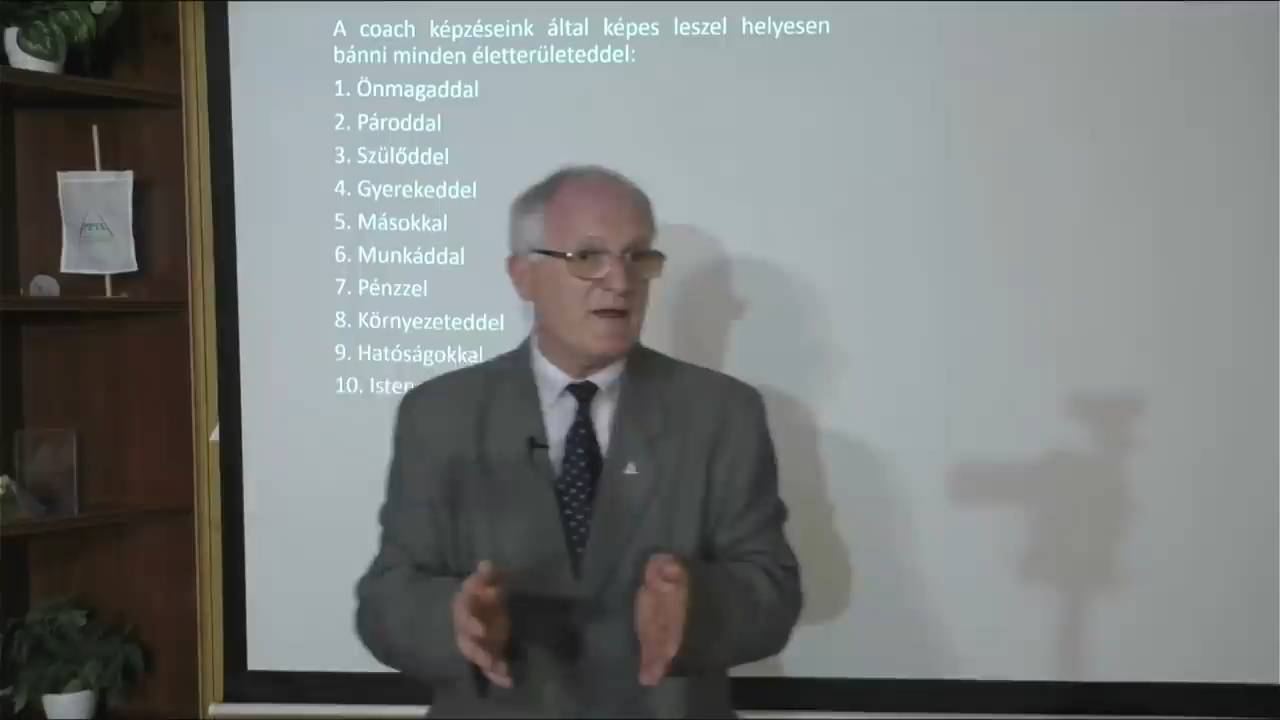 A coach képzéseink által képes leszel helyesen
bánni minden életterületeddel:
1. Önmagaddal
2. Pároddal
3. Szülőddel
4. Gyerekeddel
5. Másokkal
6. Munkáddal
7. Pénzzel
8. Környezeteddel
9. Hatóságokkal
10. Isten